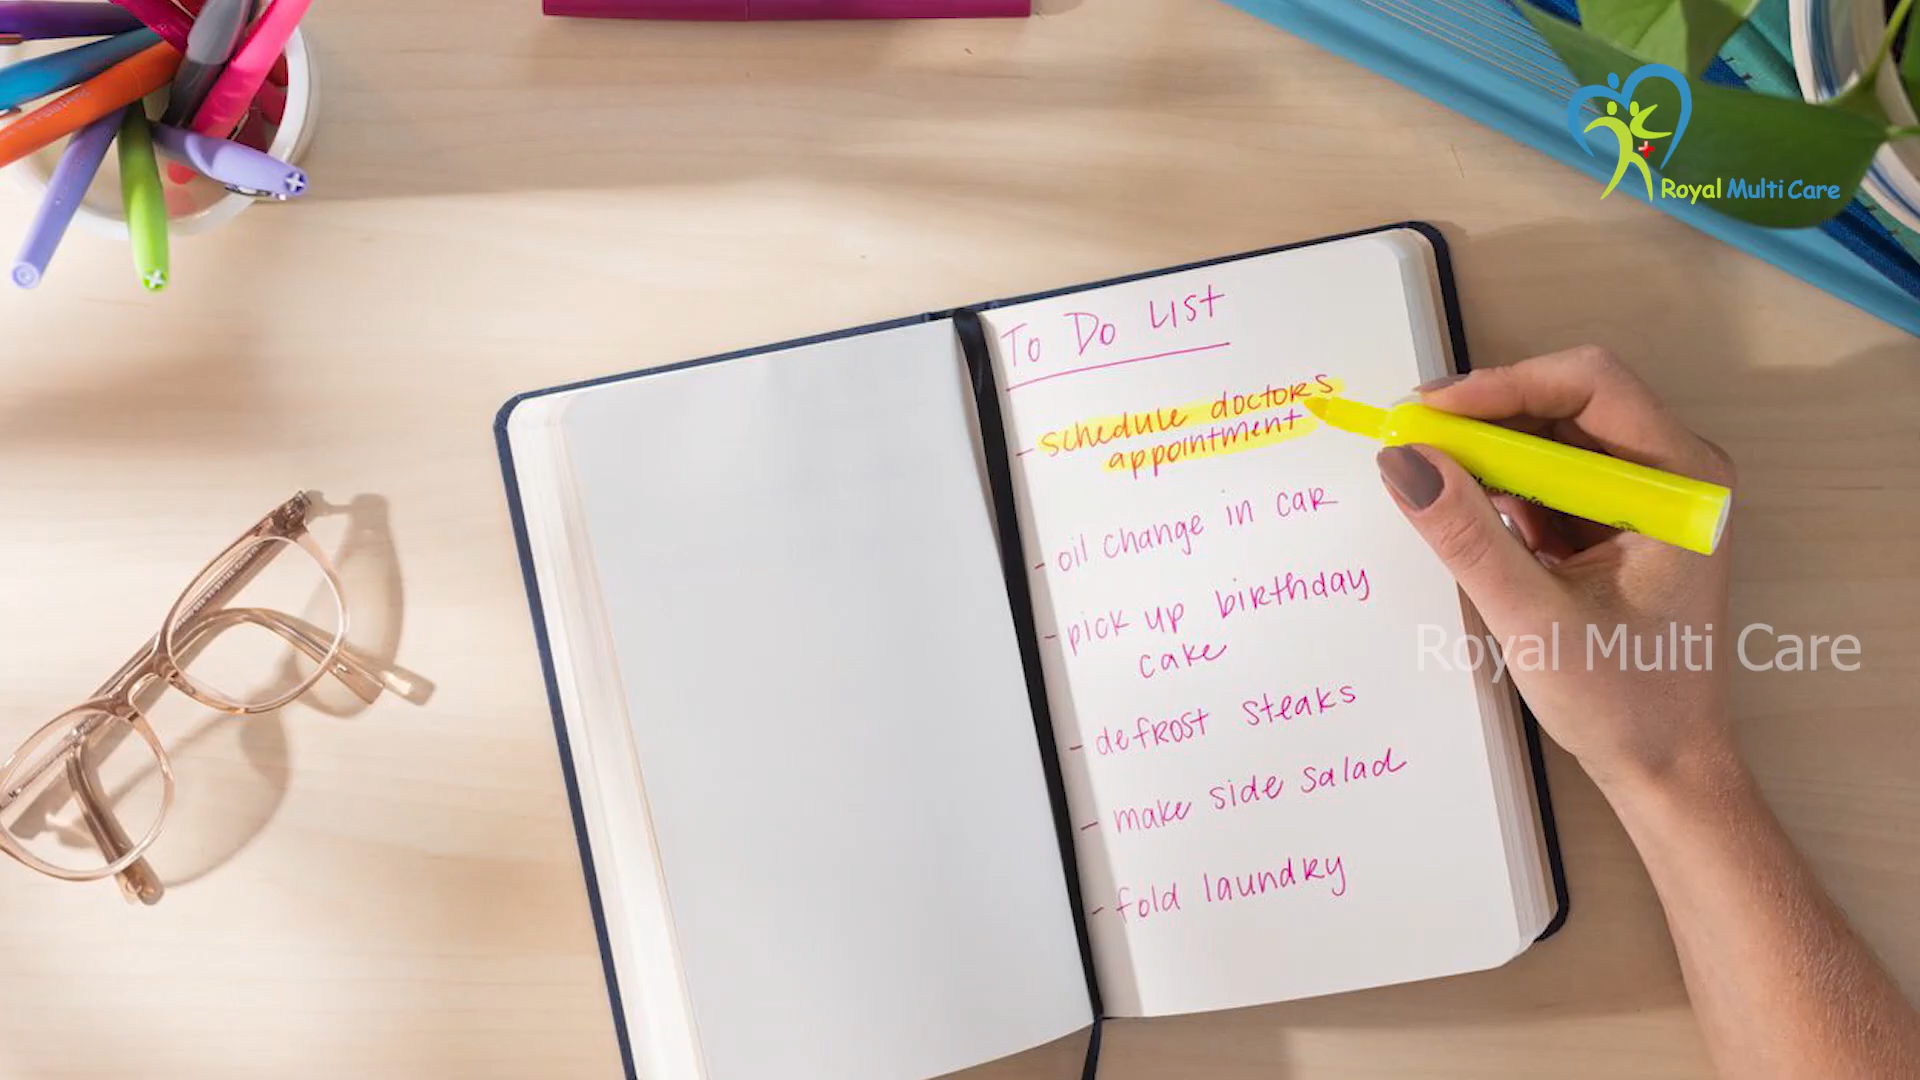 Royal Multi Care
To Do List
- schedule doctors
appointment
- oil change in car
- pick up birthday
cake
Royal Multi Care
- defrost steaks
- make side salad
- fold laundry